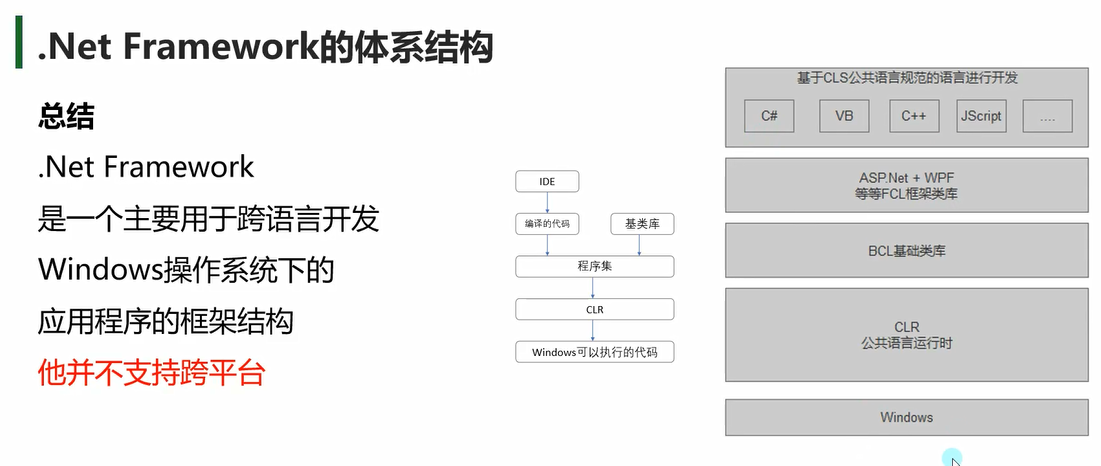 .Net Framework的体系结构
总结
.Net Framework
是一个主要用于跨语言开发
Windows操作系统下的
应用程序的框架结构
他并不支持跨平台
IDE
编译的代码
基类库
程序集
CLR
Windows可以执行的代码
基于CLS公共语言规范的语言进行开发
C#
VB
C++
JScript
....
ASP.Net + WPF
等等FCL框架类库
BCL基础类库
CLR
公共语言运行时
Windows